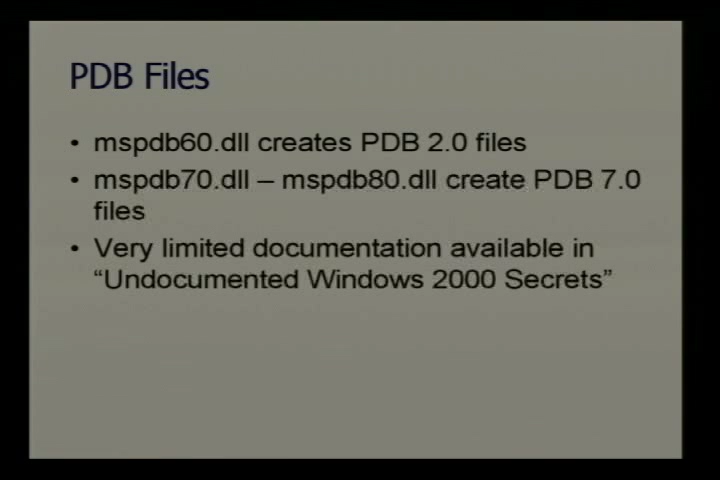 PDB Files
• mspdb60.dll creates PDB 2.0 files
• mspdb70.dll – mspdb80.dll create PDB 7.0
files
• Very limited documentation available in
“Undocumented Windows 2000 Secrets”